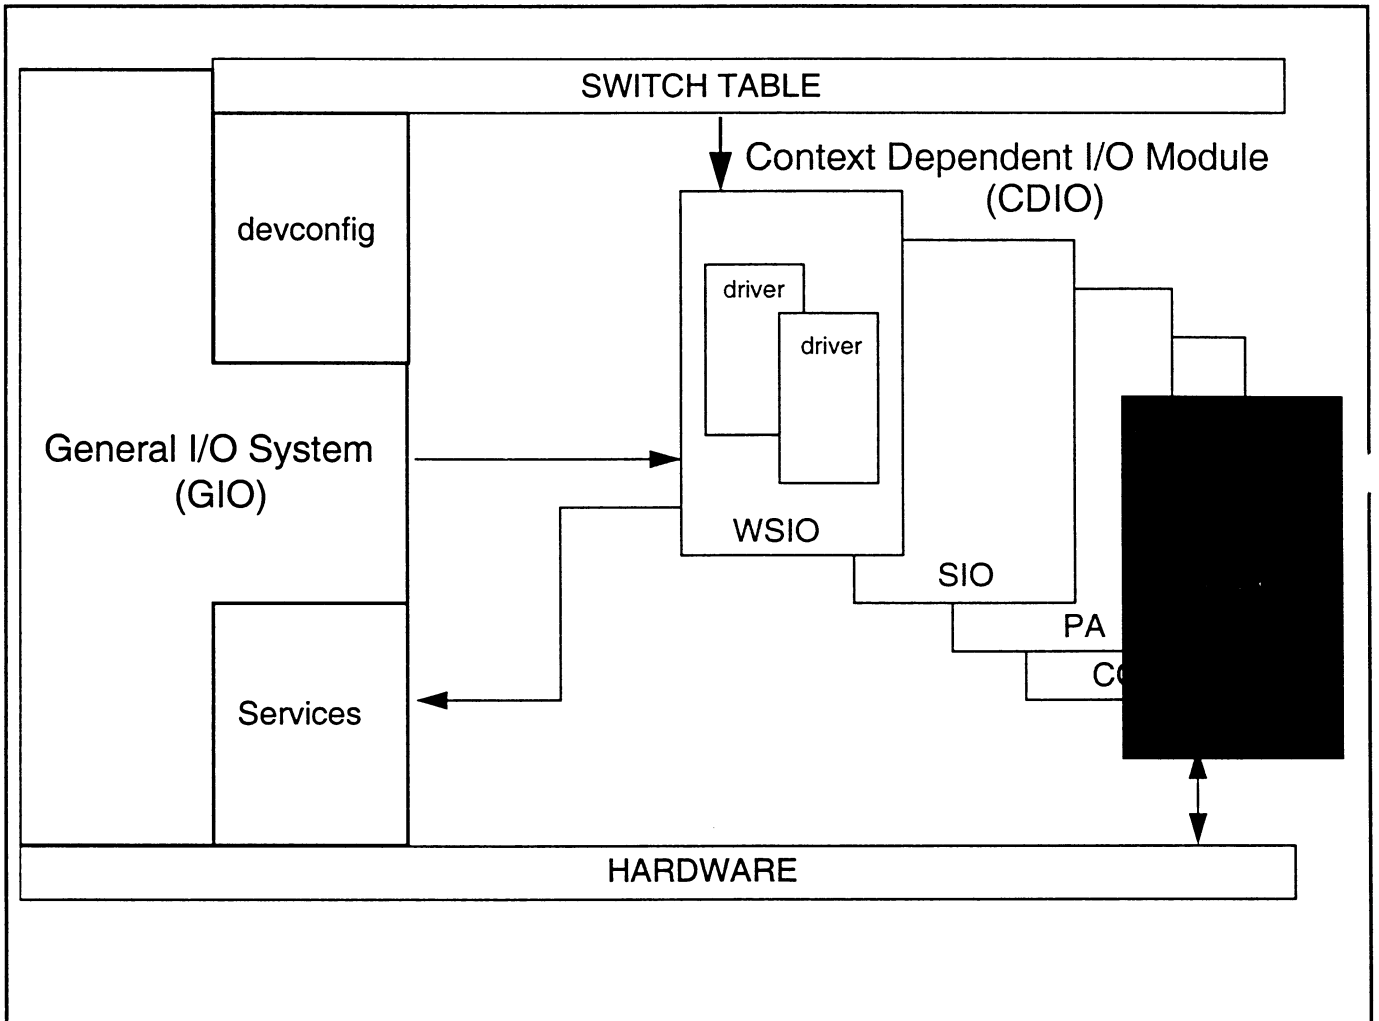 SWITCH TABLE
Context Dependent I/O Module
(CDIO)
devconfig
driver
driver
General I/O System
(GIO)
WSIO
SIO
PA
Services
HARDWARE